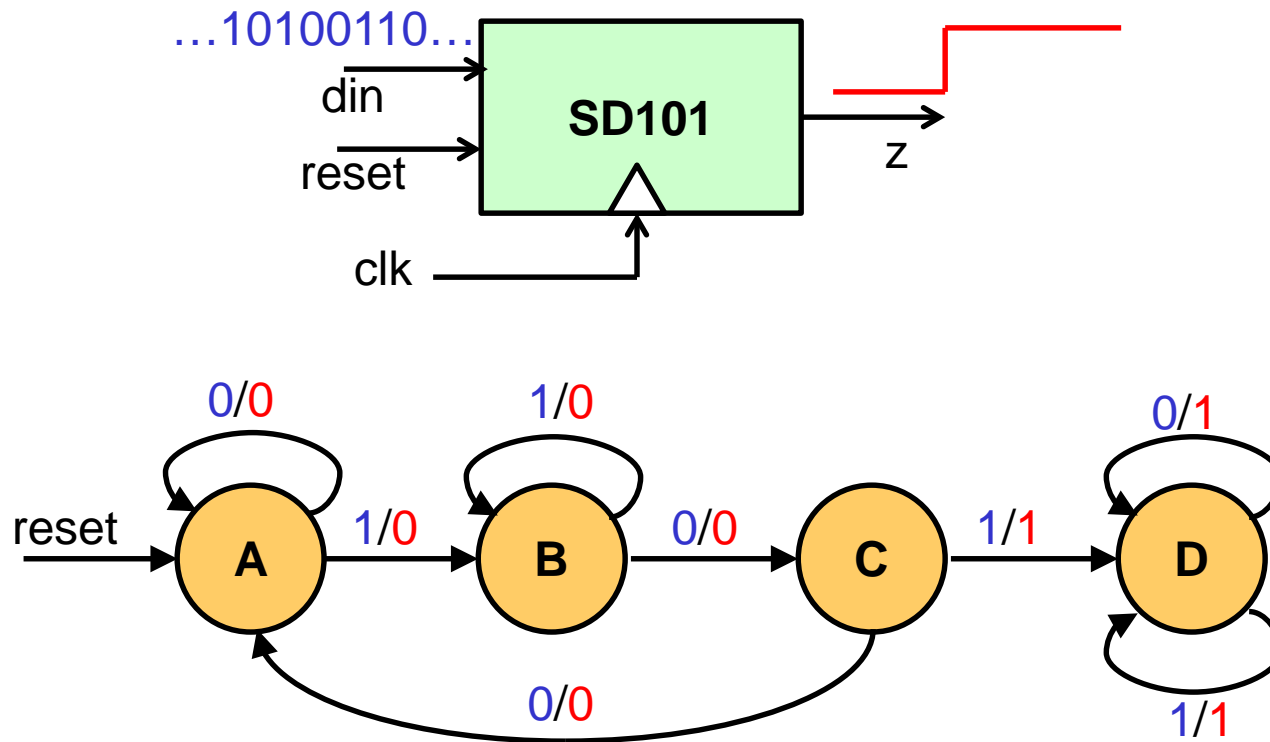 …10100110…
din
SD101
z
reset
clk
0/0
1/0
0/1
reset
1/0
0/0
1/1
A
B
C
D
0/0
1/1